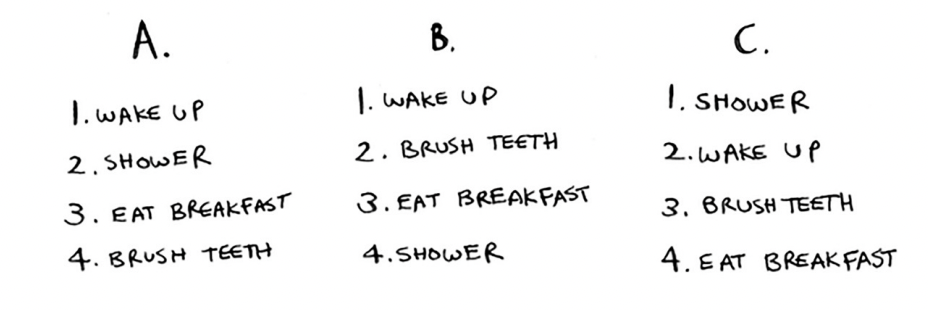 A.
1. WAKE UP
2. SHOWER
3. EAT BREAKFAST
4. BRUSH TEETH
B.
1. WAKE UP
2. BRUSH TEETH
3. EAT BREAKFAST
4. SHOWER
C.
1. SHOWER
2. WAKE UP
3. BRUSH TEETH
4. EAT BREAKFAST